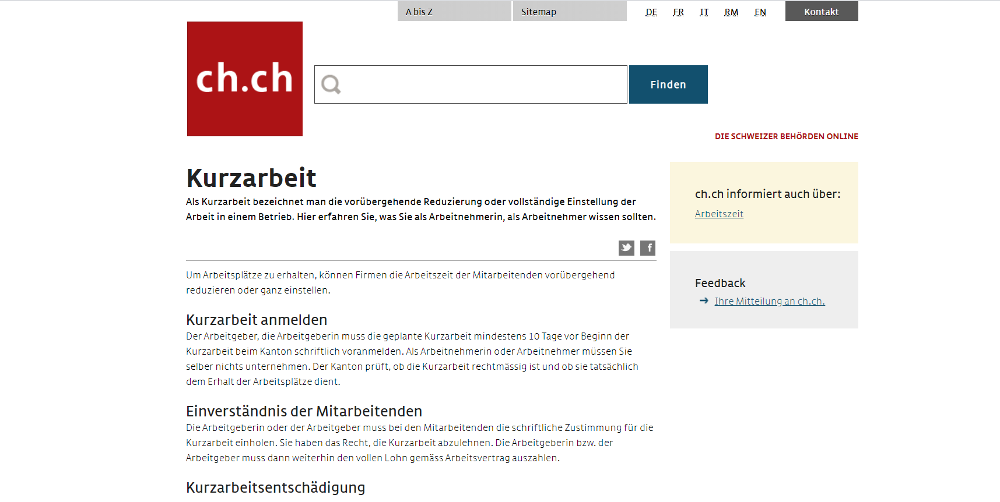 A bis Z
Sitemap
DE FR IT RM EN
Kontakt
ch.ch
Finden
DIE SCHWEIZER BEHÖRDEN ONLINE
Kurzarbeit
Als Kurzarbeit bezeichnet man die vorübergehende Reduzierung oder vollständige Einstellung der
Arbeit in einem Betrieb. Hier erfahren Sie, was Sie als Arbeitnehmerin, als Arbeitnehmer wissen sollten.
Um Arbeitsplätze zu erhalten, können Firmen die Arbeitszeit der Mitarbeitenden vorübergehend
reduzieren oder ganz einstellen.
Kurzarbeit anmelden
Der Arbeitgeber, die Arbeitgeberin muss die geplante Kurzarbeit mindestens 10 Tage vor Beginn der
Kurzarbeit beim Kanton schriftlich voranmelden. Als Arbeitnehmerin oder Arbeitnehmer müssen Sie
selber nichts unternehmen. Der Kanton prüft, ob die Kurzarbeit rechtmässig ist und ob sie tatsächlich
dem Erhalt der Arbeitsplätze dient.
Einverständnis der Mitarbeitenden
Die Arbeitgeberin oder der Arbeitgeber muss bei den Mitarbeitenden die schriftliche Zustimmung für die
Kurzarbeit einholen. Sie haben das Recht, die Kurzarbeit abzulehnen. Die Arbeitgeberin bzw. der
Arbeitgeber muss dann weiterhin den vollen Lohn gemäss Arbeitsvertrag auszahlen.
Kurzarbeitsentschädigung
ch.ch informiert auch über:
Arbeitszeit
Feedback
Ihre Mitteilung an ch.ch.